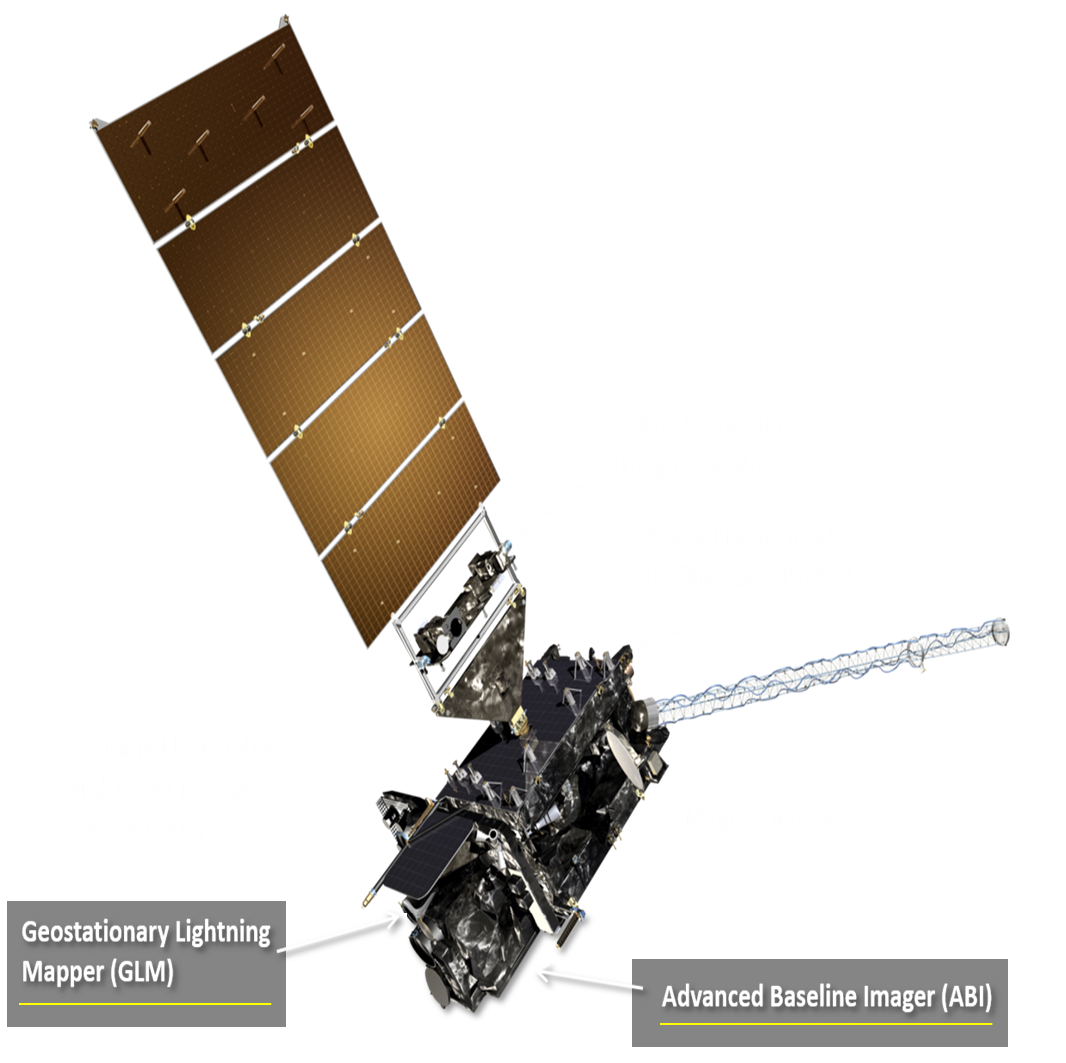 Geostationary Lightning
Mapper (GLM)
Advanced Baseline Imager (ABI)